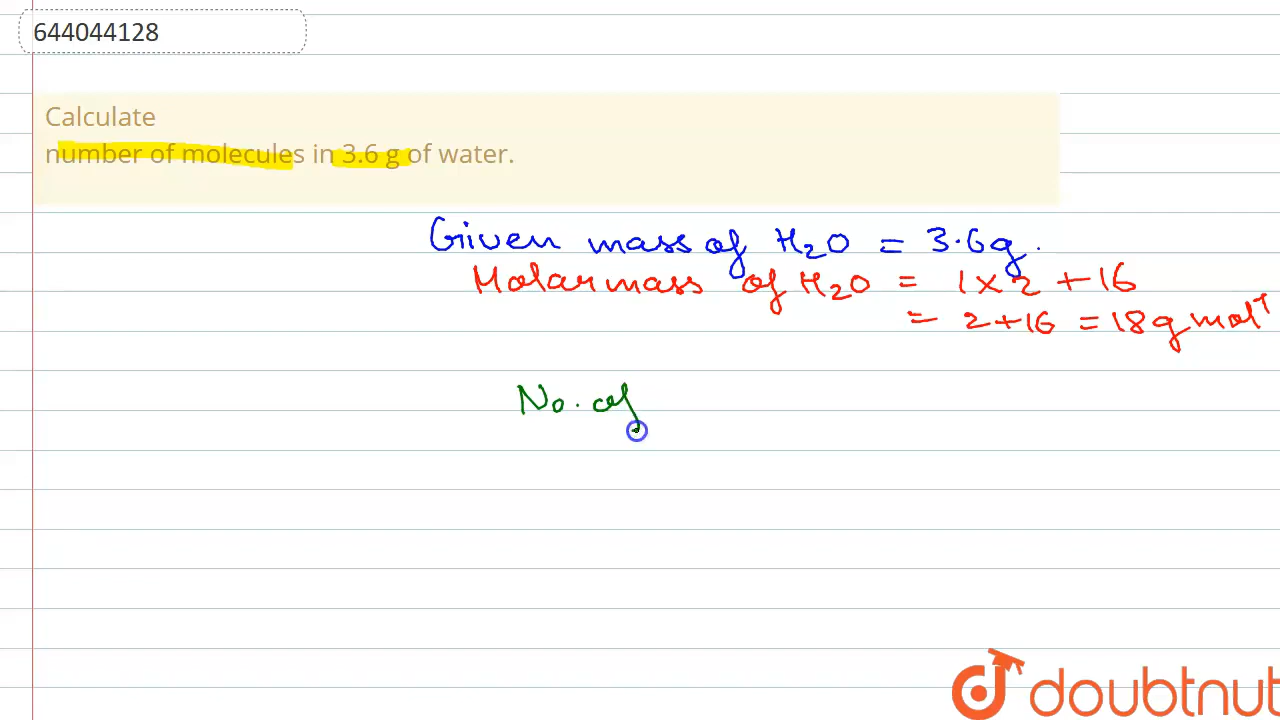 644044128
Calculate
number of molecules in 3.6 g of water.
Given mass of H₂O = 3.6g.
Molar mass of H₂O = 1 × 2 + 16
= 2 + 16 = 18 g mol⁻¹
No. of
doubtnut